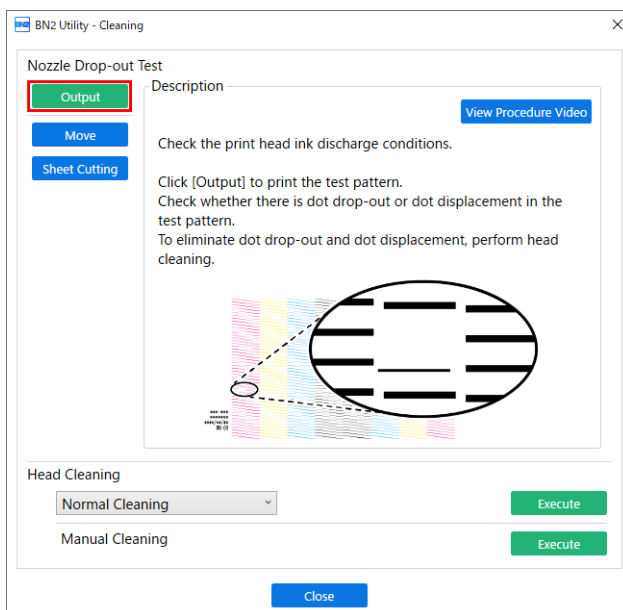 BN2 BN2 Utility - Cleaning
Nozzle Drop-out Test
Output
Move
Sheet Cutting
Description
View Procedure Video
Check the print head ink discharge conditions.
Click [Output] to print the test pattern.
Check whether there is dot drop-out or dot displacement in the
test pattern.
To eliminate dot drop-out and dot displacement, perform head
cleaning.
Head Cleaning
Normal Cleaning
Execute
Manual Cleaning
Execute
Close